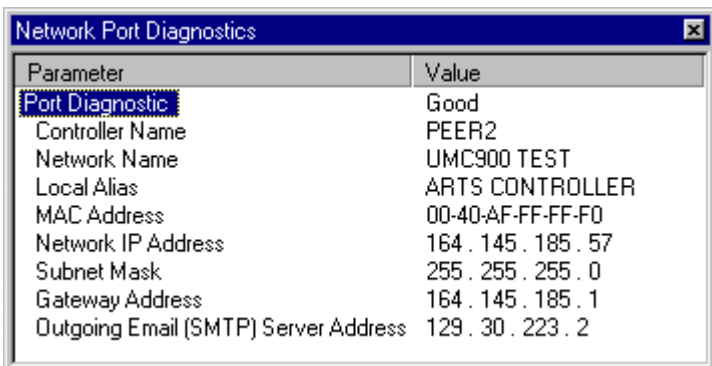 Network Port Diagnostics
Parameter Value
Port Diagnostic Good
Controller Name PEER2
Network Name UMC900 TEST
Local Alias ARTS CONTROLLER
MAC Address 00-40-AF-FF-FF-F0
Network IP Address 164 . 145 . 185 . 57
Subnet Mask 255 . 255 . 255 . 0
Gateway Address 164 . 145 . 185 . 1
Outgoing Email (SMTP) Server Address 129 . 30 . 223 . 2